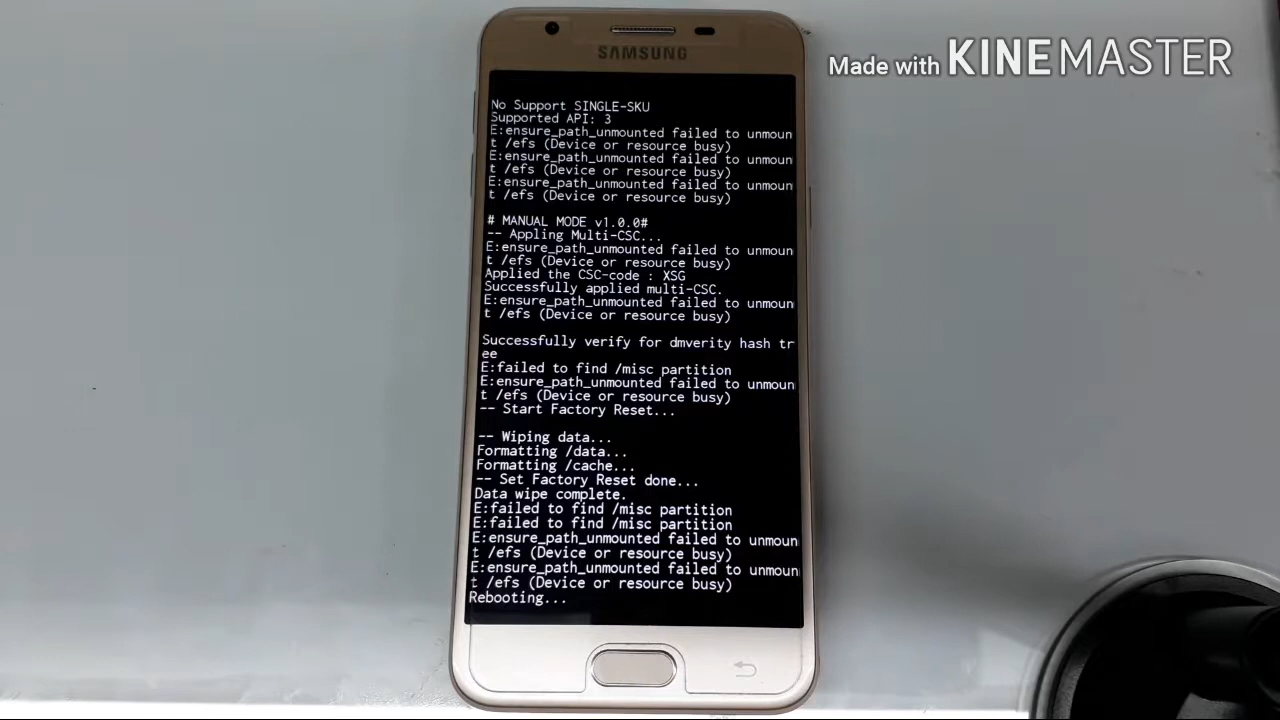 Made with KINEMASTER
SAMSUNG
No Support SINGLE-SKU
Supported API: 3
E:ensure_path_unmounted failed to unmoun
t /efs (Device or resource busy)
E:ensure_path_unmounted failed to unmoun
t /efs (Device or resource busy)
E:ensure_path_unmounted failed to unmoun
t /efs (Device or resource busy)
# MANUAL MODE v1.0.0#
-- Appling Multi-CSC...
E:ensure_path_unmounted failed to unmoun
t /efs (Device or resource busy)
Applied the CSC-code : XSG
Successfully applied multi-CSC.
E:ensure_path_unmounted failed to unmoun
t /efs (Device or resource busy)
Successfully verify for dmverity hash tr
ee
E:failed to find /misc partition
E:ensure_path_unmounted failed to unmoun
t /efs (Device or resource busy)
-- Start Factory Reset...
-- Wiping data...
Formatting /data...
Formatting /cache...
-- Set Factory Reset done...
Data wipe complete.
E:failed to find /misc partition
E:failed to find /misc partition
E:ensure_path_unmounted failed to unmoun
t /efs (Device or resource busy)
E:ensure_path_unmounted failed to unmoun
t /efs (Device or resource busy)
Rebooting...